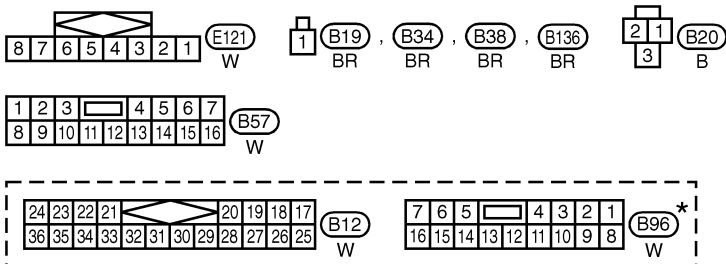 8 7 6 5 4 3 2 1 E121 W
1 B19 , B34 , B38 , B136
BR BR BR BR
2 1 3 B20 B
1 2 3 4 5 6 7
8 9 10 11 12 13 14 15 16
B57 W
24 23 22 21 20 19 18 17
36 35 34 33 32 31 30 29 28 27 26 25
B12 W
7 6 5 4 3 2 1
16 15 14 13 12 11 10 9 8
B96 * W